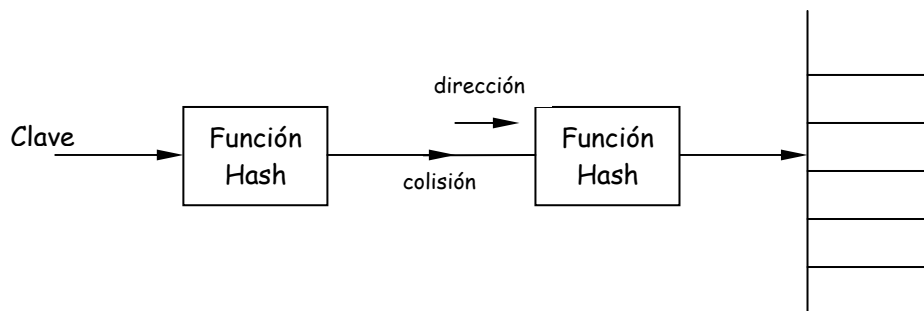 Clave
Función
Hash
dirección
colisión
Función
Hash